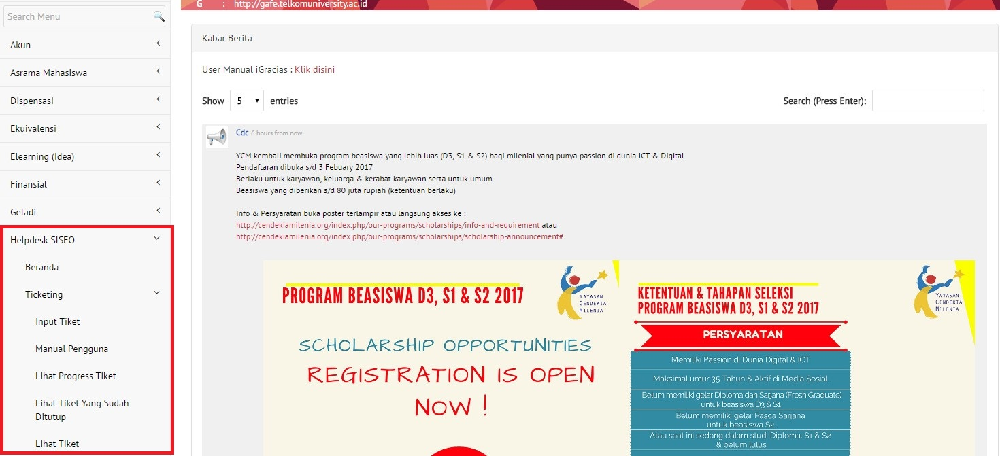 G : http://gafe.telkomuniversity.ac.id
Search Menu
Akun
Asrama Mahasiswa
Dispensasi
Ekuivalensi
Elearning (Idea)
Finansial
Geladi
Helpdesk SISFO
Beranda
Ticketing
Input Tiket
Manual Pengguna
Lihat Progress Tiket
Lihat Tiket Yang Sudah
Ditutup
Lihat Tiket
Kabar Berita
User Manual iGracias : Klik disini
Show 5 entries
Search (Press Enter):
Cdc 6 hours from now
YCM kembali membuka program beasiswa yang lebih luas (D3, S1 & S2) bagi milenial yang punya passion di dunia ICT & Digital
Pendaftaran dibuka s/d 3 Febuary 2017
Berlaku untuk karyawan, keluarga & kerabat karyawan serta untuk umum
Beasiswa yang diberikan s/d 80 juta rupiah (ketentuan berlaku)
Info & Persyaratan buka poster terlampir atau langsung akses ke :
http://cendekiamilenia.org/index.php/our-programs/scholarships/info-and-requirement atau
http://cendekiamilenia.org/index.php/our-programs/scholarships/scholarship-announcement#
PROGRAM BEASISWA D3, S1 & S2 2017
YAYASAN
CENDEKIA
MILENIA
SCHOLARSHIP OPPORTUNITIES
REGISTRATION IS OPEN
NOW !
KETENTUAN & TAHAPAN SELEKSI
PROGRAM BEASISWA D3, S1 & S2 2017
YAYASAN
CENDEKIA
MILENIA
PERSYARATAN
Memiliki Passion di Dunia Digital & ICT
Maksimal umur 35 Tahun & Aktif di Media Sosial
Belum memiliki gelar Diploma dan Sarjana (Fresh Graduate)
untuk beasiswa D3 & S1
Belum memiliki gelar Pasca Sarjana
untuk beasiswa S2
Atau saat ini sedang dalam studi Diploma, S1 & S2
& belum lulus